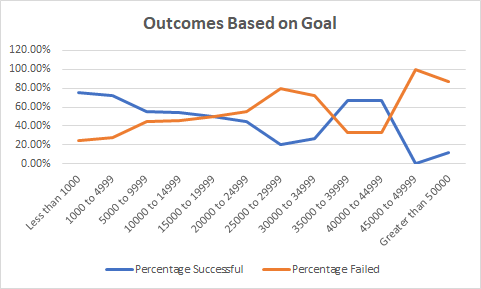 Outcomes Based on Goal
120.00%
100.00%
80.00%
60.00%
40.00%
20.00%
0.00%
Less than 1000
1000 to 4999
5000 to 9999
10000 to 14999
15000 to 19999
20000 to 24999
25000 to 29999
30000 to 34999
35000 to 39999
40000 to 44999
45000 to 49999
Greater than 50000
Percentage Successful
Percentage Failed